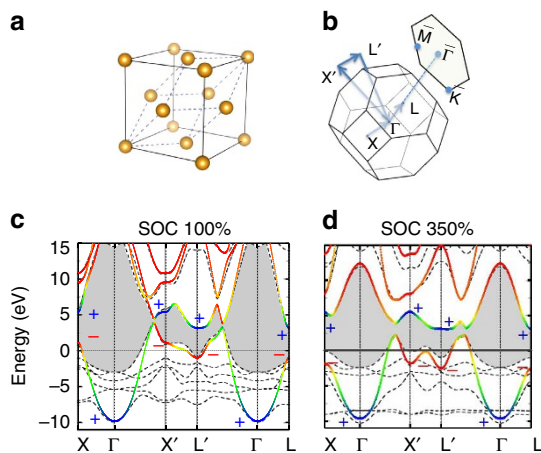 a
b
M̅
Γ̅
L′
X′
K̅
L
Γ
X
c
SOC 100%
d
SOC 350%
Energy (eV)
15
10
5
0
−5
−10
+
−
+
−
+
−
+
−
+
+
+
+
−
+
−
+
−
+
+
X Γ X′ L′ Γ L
X Γ X′ L′ Γ L